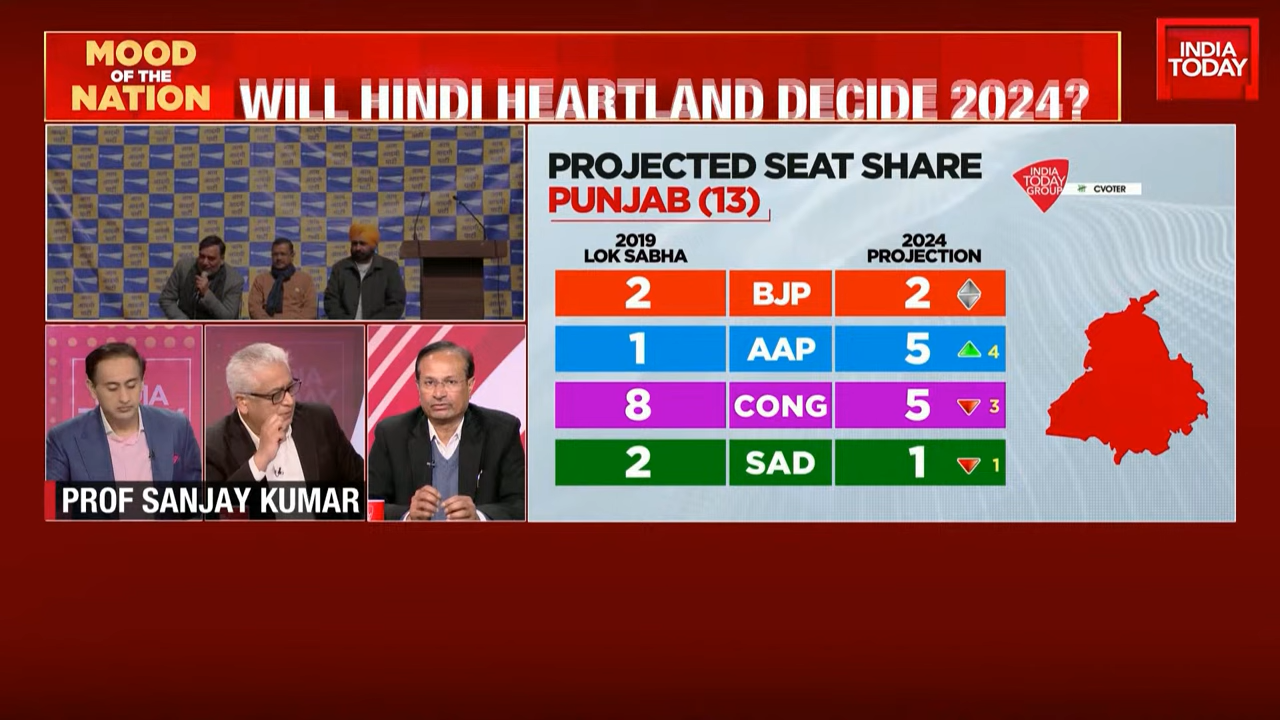 MOOD
OF THE
NATION
WILL HINDI HEARTLAND DECIDE 2024?
INDIA
TODAY
PROJECTED SEAT SHARE
PUNJAB (13)
INDIA
TODAY
GROUP
CVOTER
2019
LOK SABHA
2024
PROJECTION
2 BJP 2
1 AAP 5 4
8 CONG 5 3
2 SAD 1 1
PROF SANJAY KUMAR